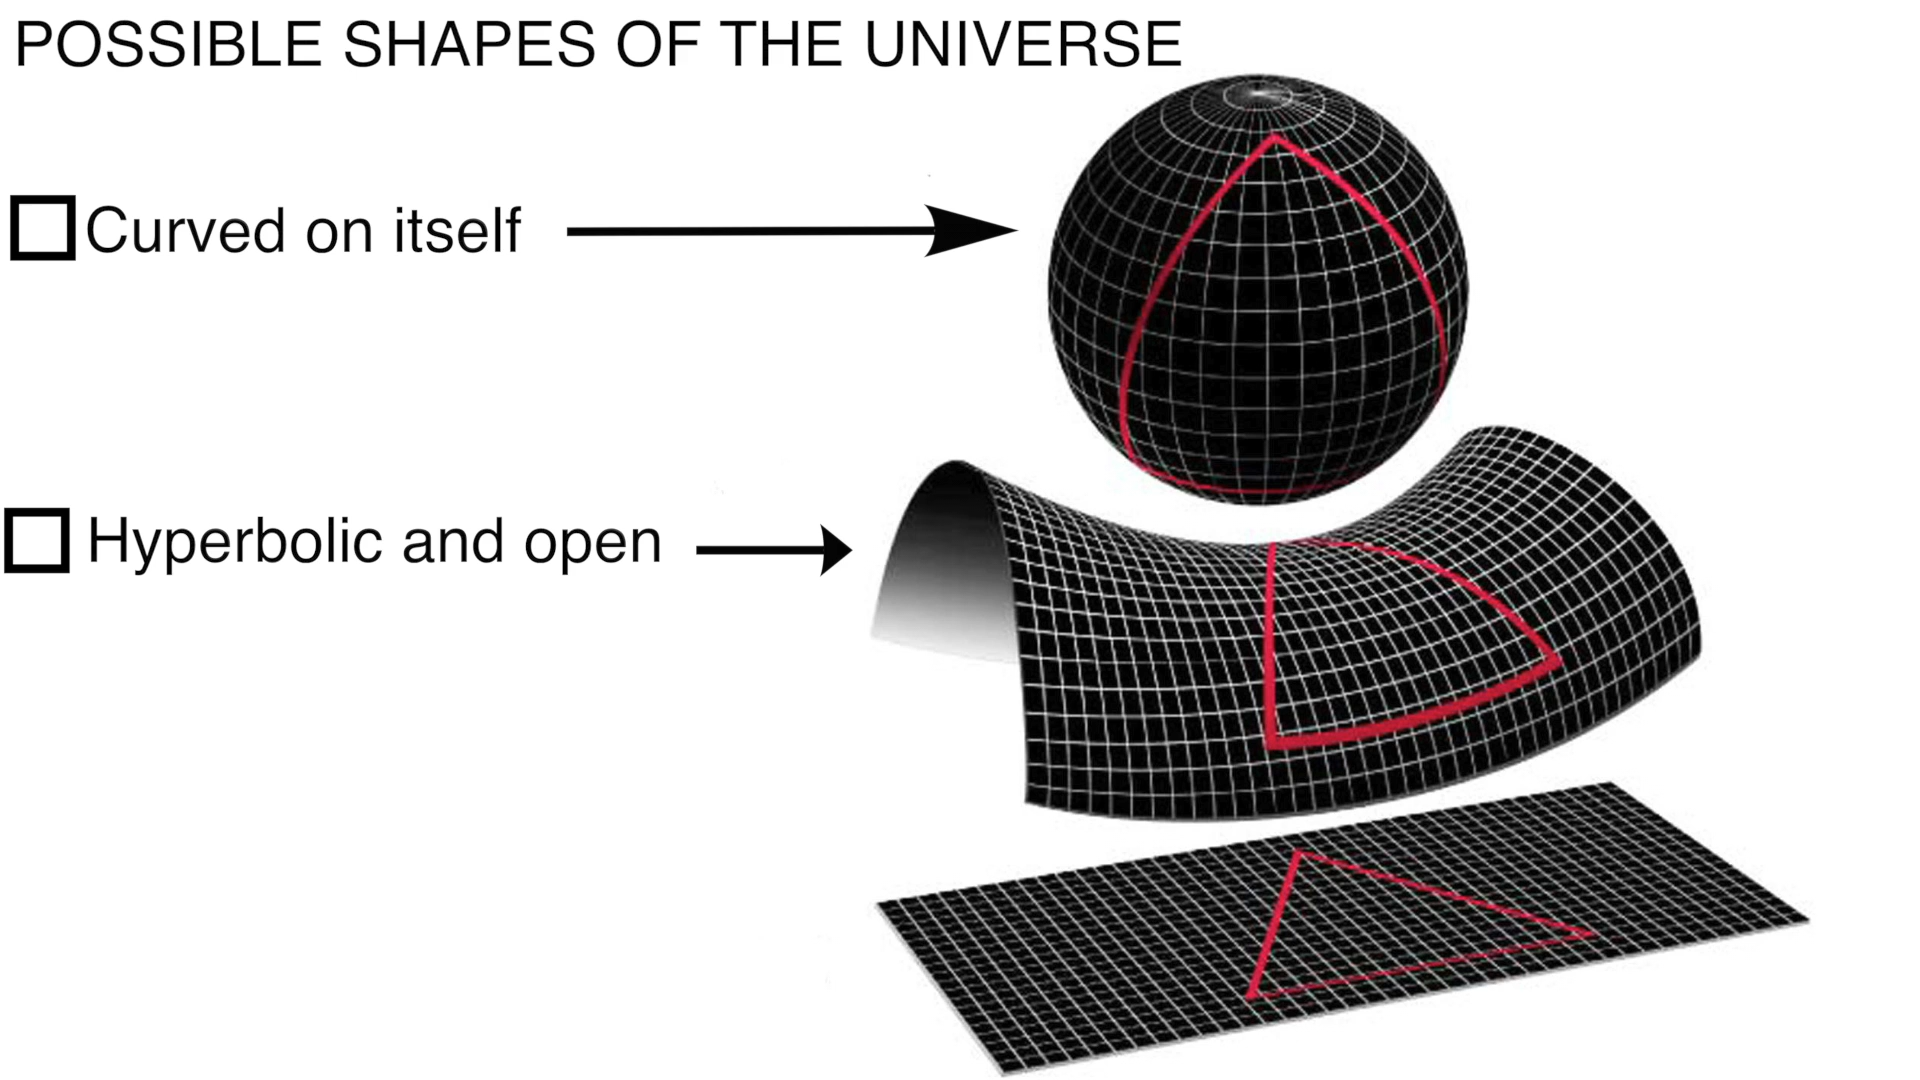 POSSIBLE SHAPES OF THE UNIVERSE
Curved on itself
Hyperbolic and open